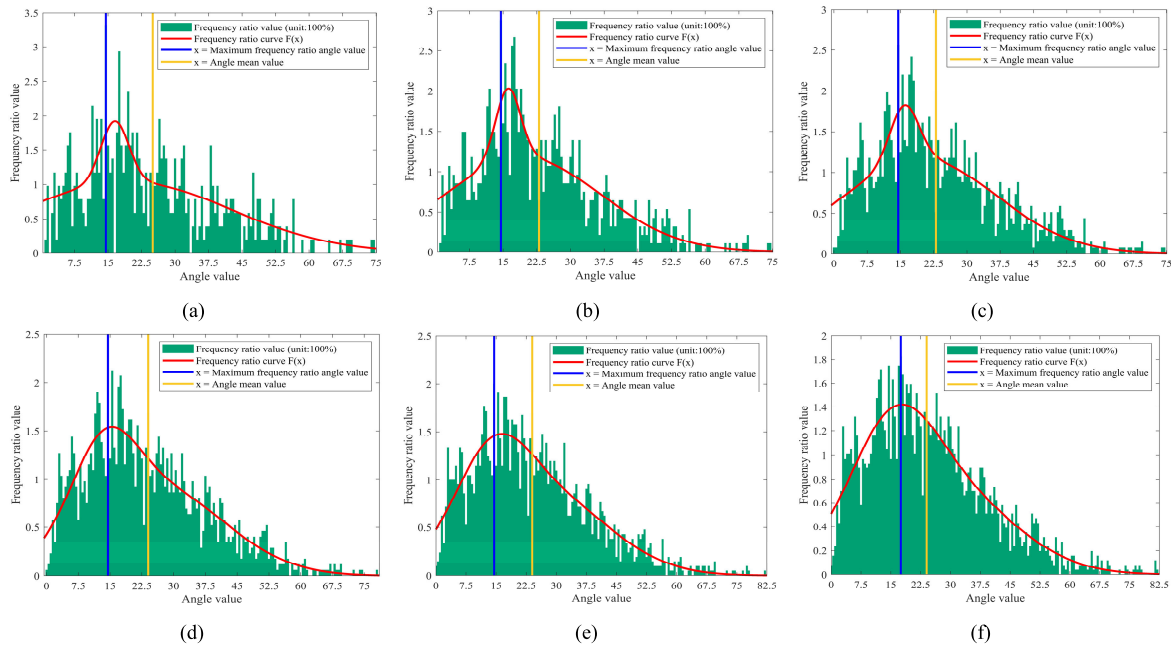 3.5
3
2.5
2
1.5
1
0.5
0
Frequency ratio value
Frequency ratio value (unit:100%)
Frequency ratio curve F(x)
x = Maximum frequency ratio angle value
x = Angle mean value
7.5 15 22.5 30 37.5 45 52.5 60 67.5 75
Angle value
(a)
3
2.5
2
1.5
1
0.5
0
Frequency ratio value
Frequency ratio value (unit:100%)
Frequency ratio curve F(x)
x = Maximum frequency ratio angle value
x = Angle mean value
7.5 15 22.5 30 37.5 45 52.5 60 67.5 75
Angle value
(b)
3
2.5
2
1.5
1
0.5
0
Frequency ratio value
Frequency ratio value (unit:100%)
Frequency ratio curve F(x)
x = Maximum frequency ratio angle value
x = Angle mean value
0 7.5 15 22.5 30 37.5 45 52.5 60 67.5 75
Angle value
(c)
2.5
2
1.5
1
0.5
0
Frequency ratio value
Frequency ratio value (unit:100%)
Frequency ratio curve F(x)
x = Maximum frequency ratio angle value
x = Angle mean value
0 7.5 15 22.5 30 37.5 45 52.5 60 67.5 75
Angle value
(d)
2.5
2
1.5
1
0.5
0
Frequency ratic value
Frequency ratio value (unit:100%)
Frequency ratio curve F(x)
x = Maximum frequency ratio angle value
x = Angle mean value
0 7.5 15 22.5 30 37.5 45 52.5 60 67.5 75 82.5
Angle value
(e)
2
1.8
1.6
1.4
1.2
1
0.8
0.6
0.4
0.2
0
Frequency ratio value
Frequency ratio value (unit:100%)
Frequency ratio curve F(x)
x = Maximum frequency ratio angle value
x = Angle mean value
0 7.5 15 22.5 30 37.5 45 52.5 60 67.5 75 82.5
Angle value
(f)